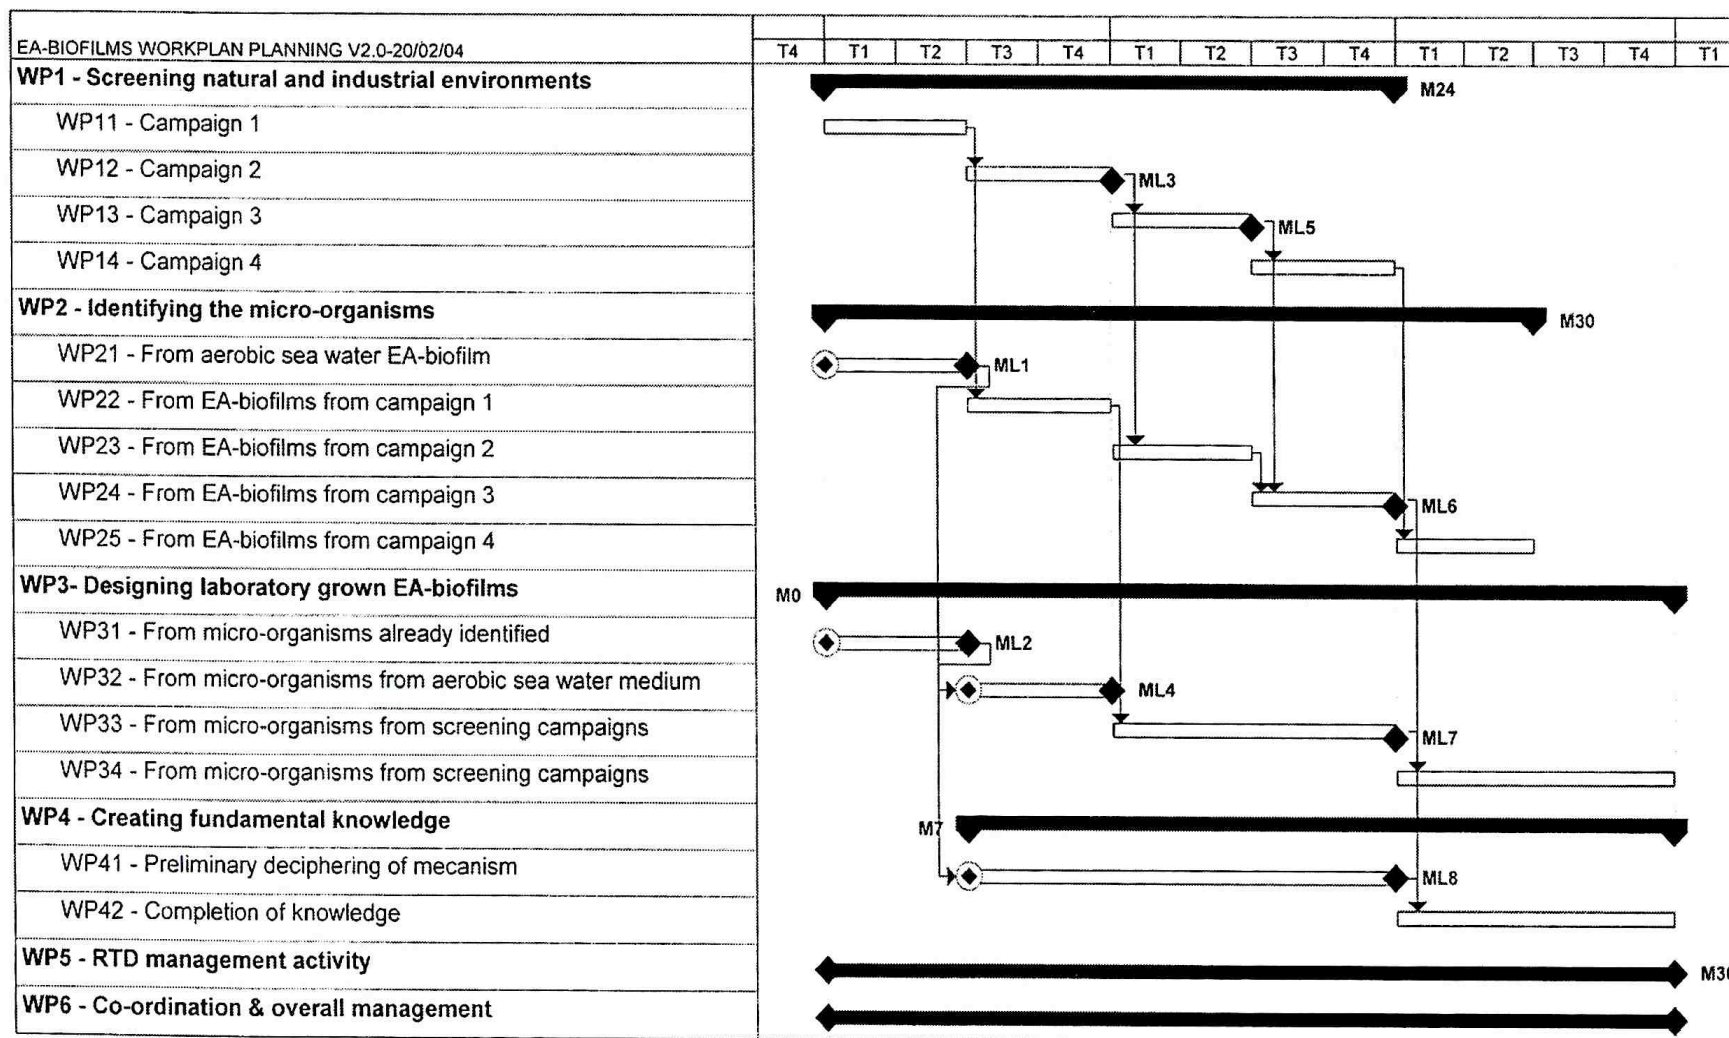 EA-BIOFILMS WORKPLAN PLANNING V2.0-20/02/04 T4 T1 T2 T3 T4 T1 T2 T3 T4 T1 T2 T3 T4 T1
WP1 - Screening natural and industrial environments M24
WP11 - Campaign 1
WP12 - Campaign 2 ML3
WP13 - Campaign 3 ML5
WP14 - Campaign 4
WP2 - Identifying the micro-organisms M30
WP21 - From aerobic sea water EA-biofilm ML1
WP22 - From EA-biofilms from campaign 1
WP23 - From EA-biofilms from campaign 2
WP24 - From EA-biofilms from campaign 3 ML6
WP25 - From EA-biofilms from campaign 4
WP3- Designing laboratory grown EA-biofilms M0
WP31 - From micro-organisms already identified ML2
WP32 - From micro-organisms from aerobic sea water medium ML4
WP33 - From micro-organisms from screening campaigns ML7
WP34 - From micro-organisms from screening campaigns
WP4 - Creating fundamental knowledge M7
WP41 - Preliminary deciphering of mecanism ML8
WP42 - Completion of knowledge
WP5 - RTD management activity
WP6 - Co-ordination & overall management